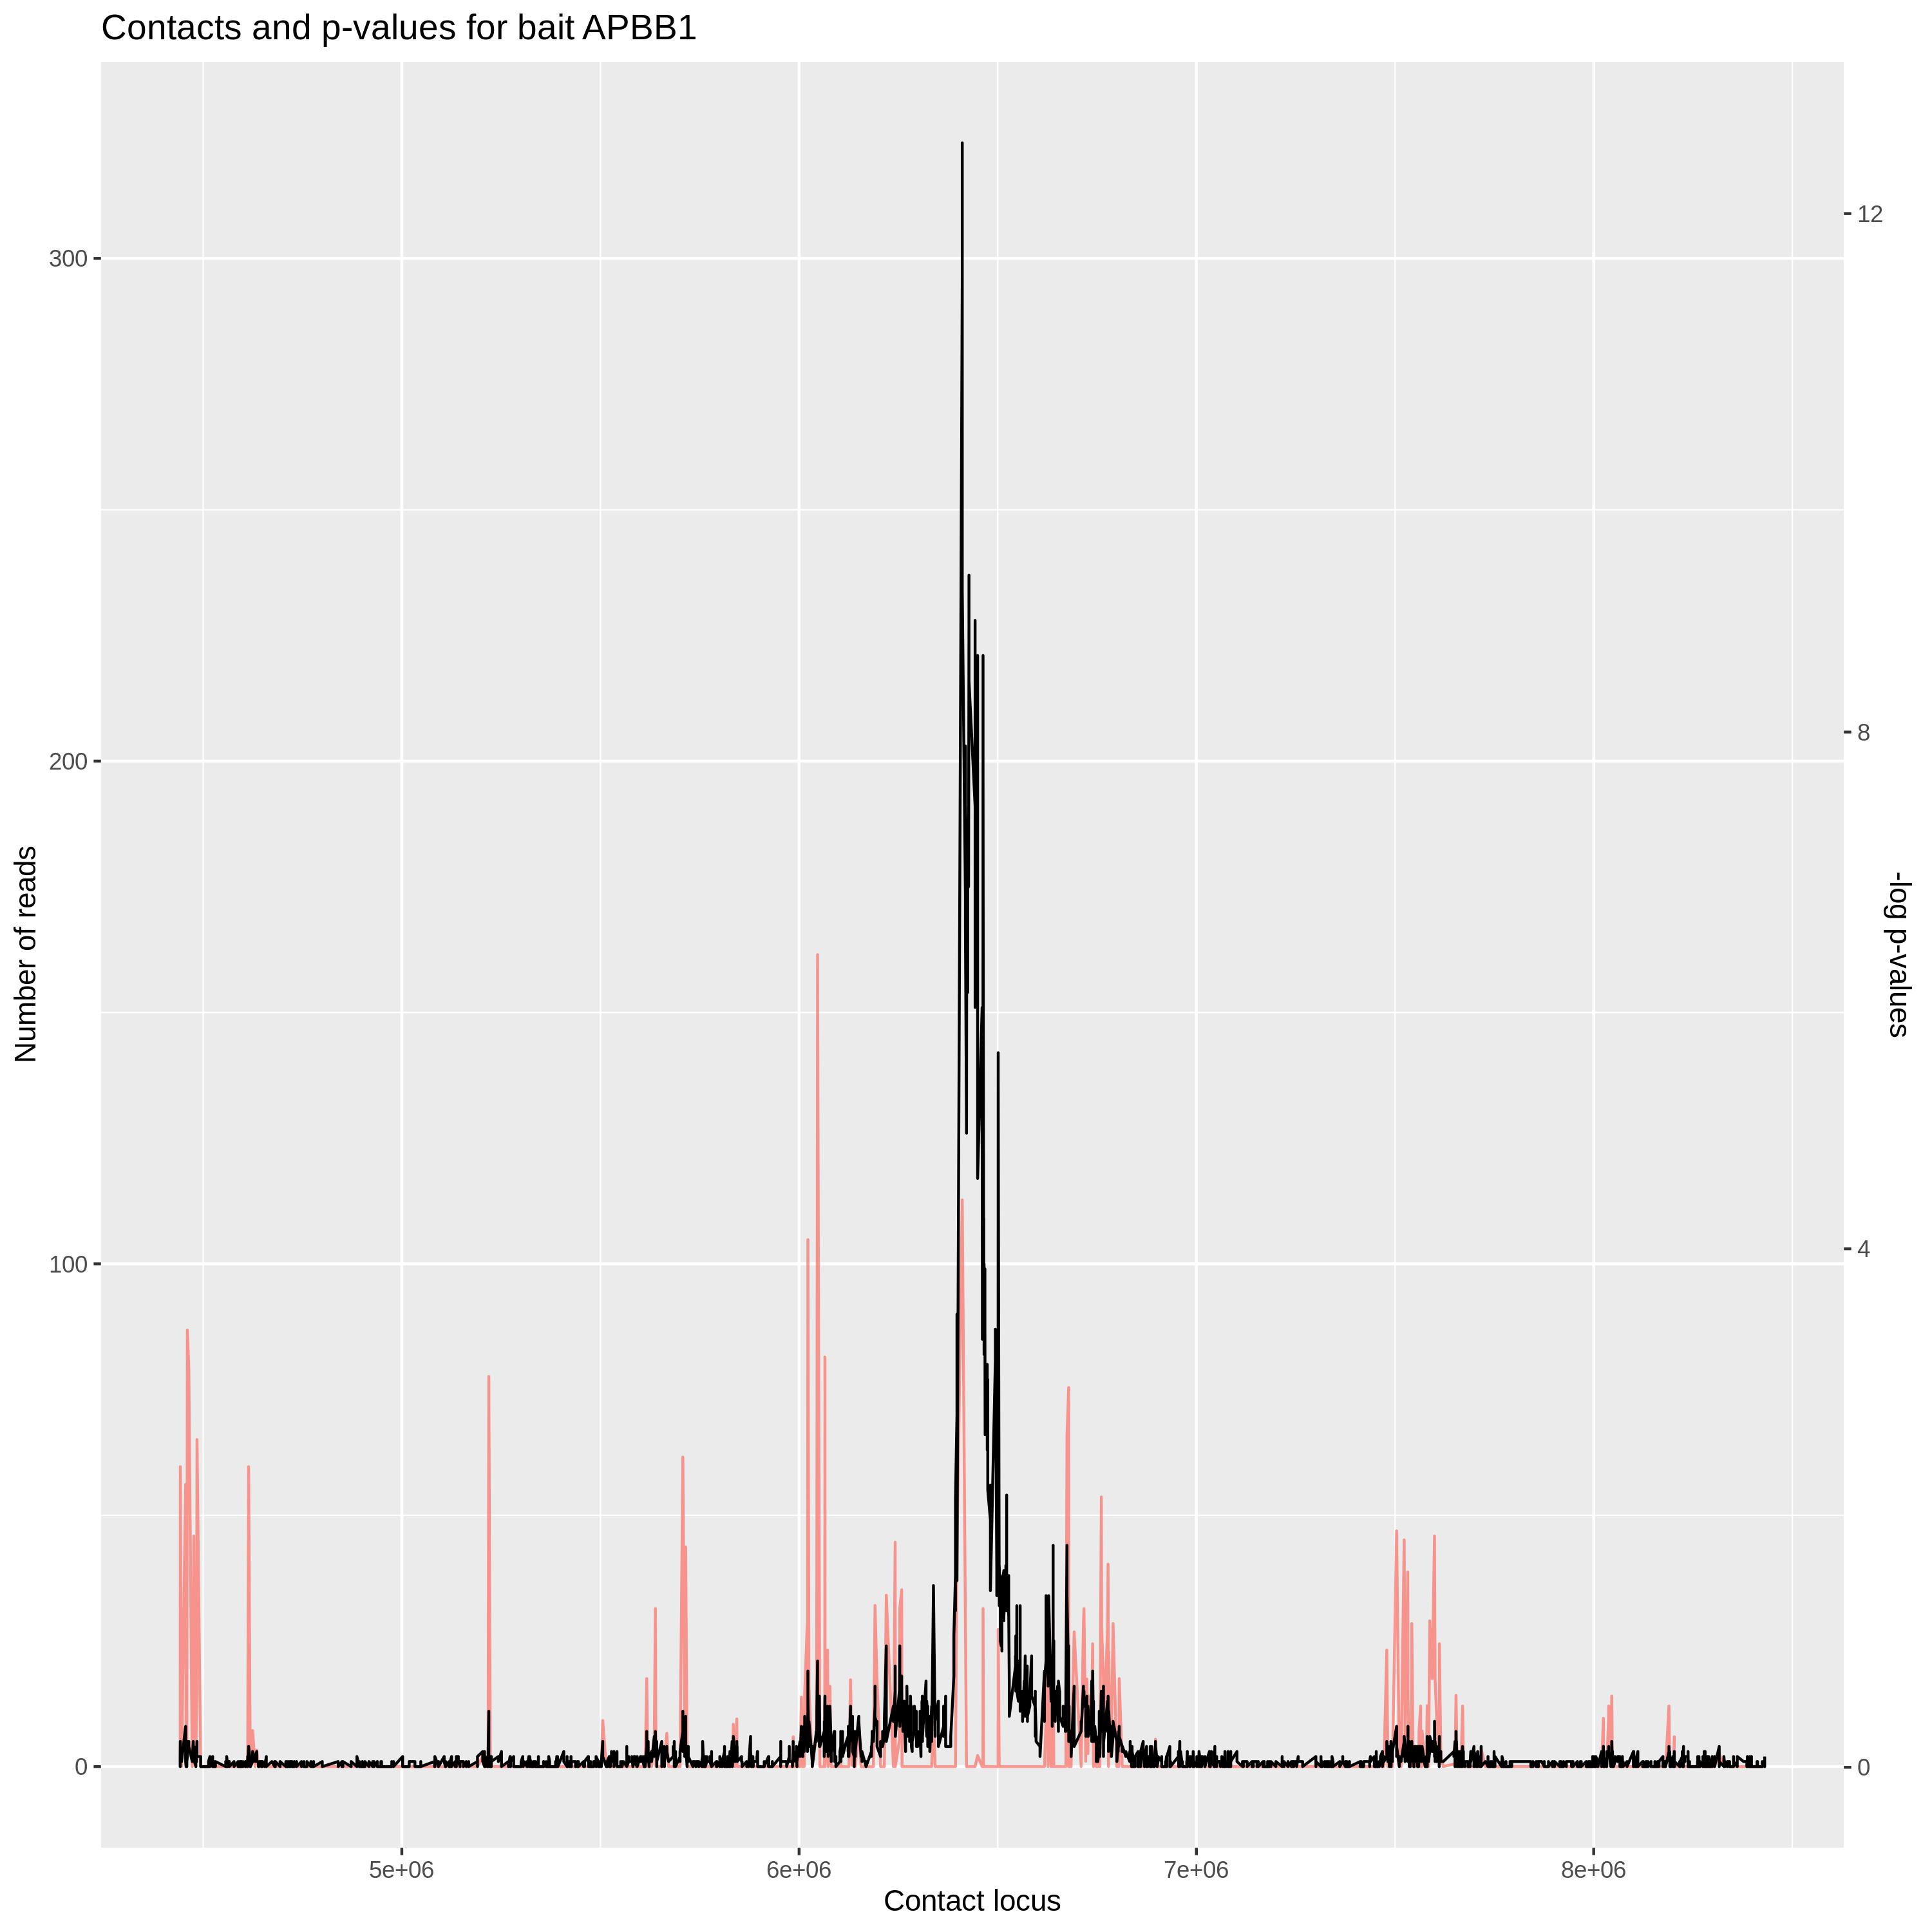 Contacts and p-values for bait APBB1
300
200
100
0
12
8
4
0
Number of reads
-log p-values
5e+06
6e+06
7e+06
8e+06
Contact locus